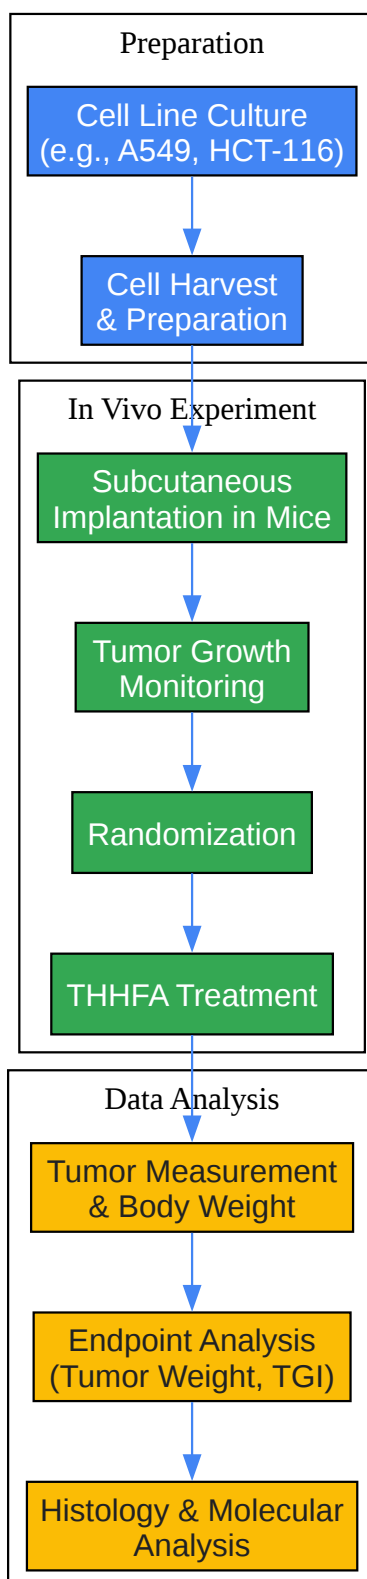 Preparation
Cell Line Culture
(e.g., A549, HCT-116)
Cell Harvest
& Preparation
In Vivo Experiment
Subcutaneous
Implantation in Mice
Tumor Growth
Monitoring
Randomization
THHFA Treatment
Data Analysis
Tumor Measurement
& Body Weight
Endpoint Analysis
(Tumor Weight, TGI)
Histology & Molecular
Analysis